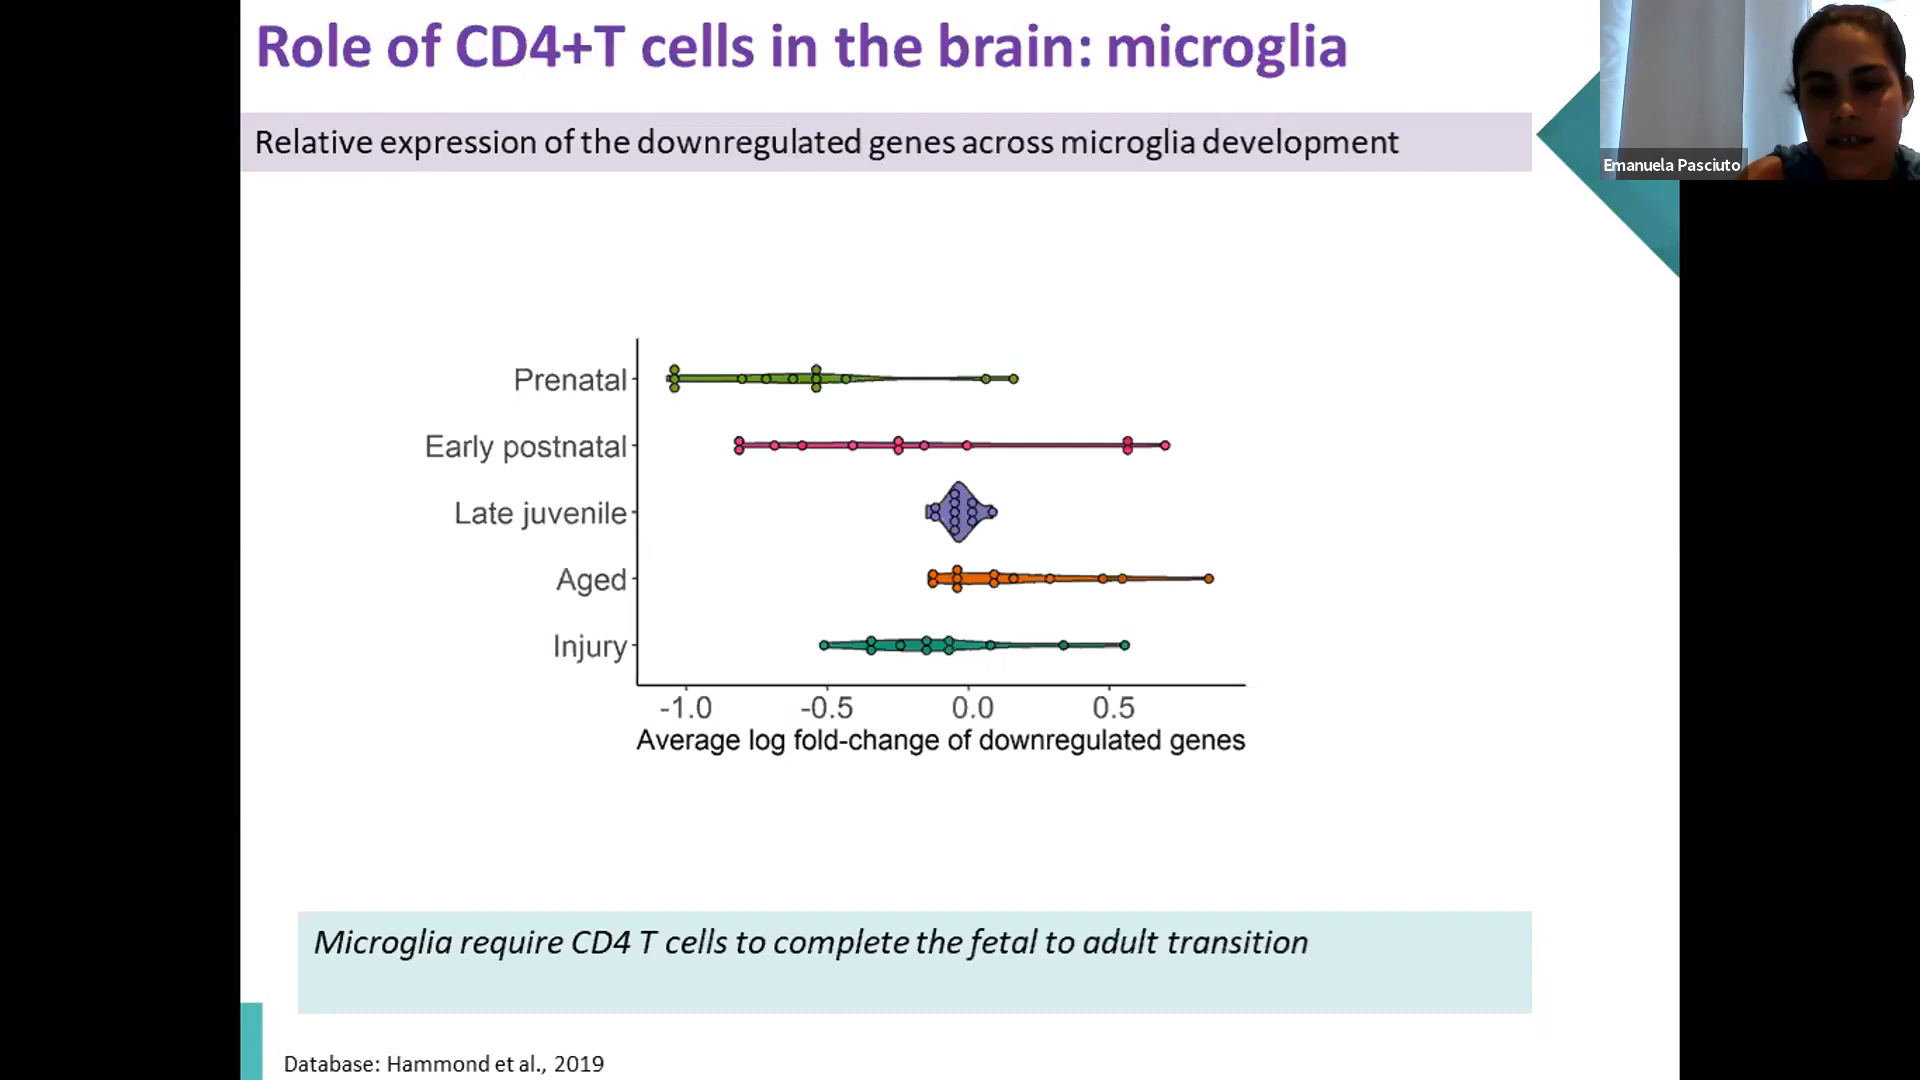 Role of CD4+T cells in the brain: microglia
Relative expression of the downregulated genes across microglia development
Emanuela Pasciuto
Prenatal
Early postnatal
Late juvenile
Aged
Injury
-1.0 -0.5 0.0 0.5
Average log fold-change of downregulated genes
Microglia require CD4 T cells to complete the fetal to adult transition
Database: Hammond et al., 2019